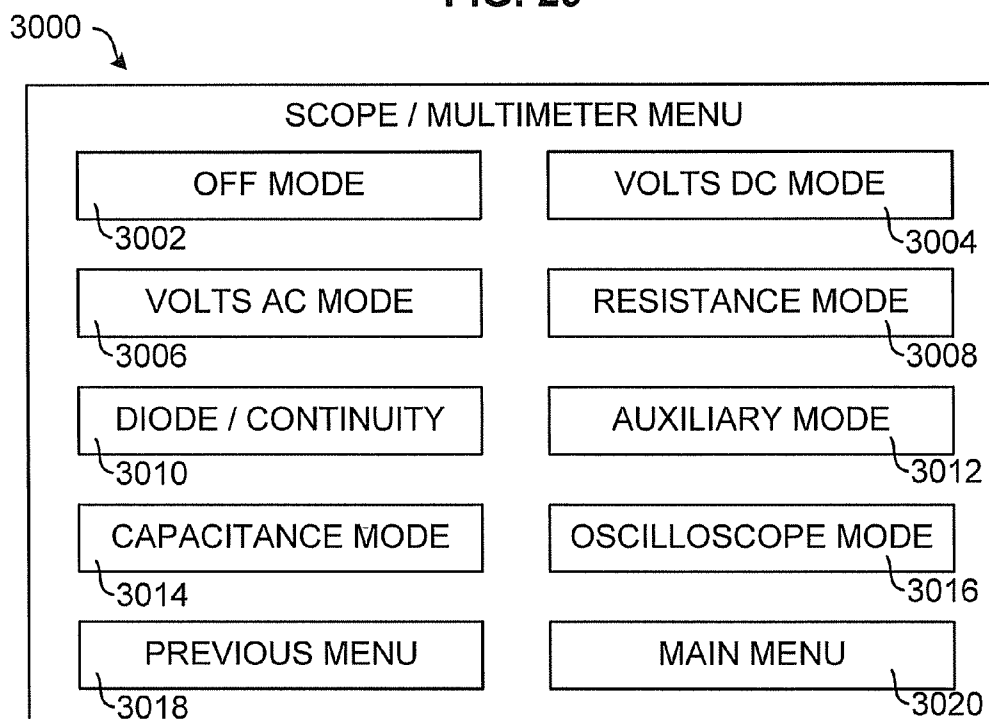 FIG.
3000
SCOPE / MULTIMETER MENU
OFF MODE
VOLTS DC MODE
3002
3004
VOLTS AC MODE
RESISTANCE MODE
3006
3008
DIODE / CONTINUITY
AUXILIARY MODE
3010
3012
CAPACITANCE MODE
OSCILLOSCOPE MODE
3014
3016
PREVIOUS MENU
MAIN MENU
3018
3020